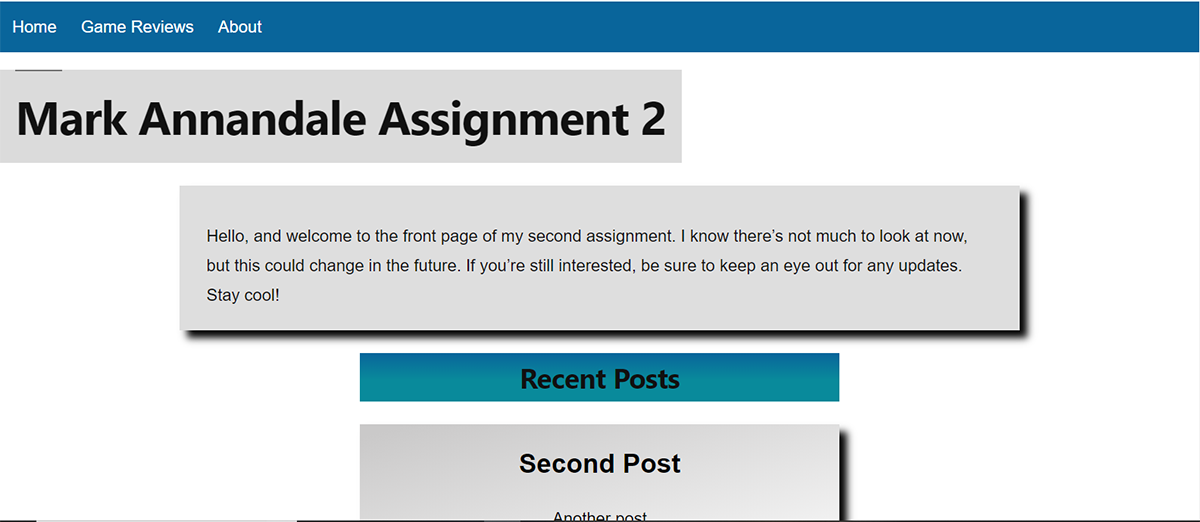 Home Game Reviews About
Mark Annandale Assignment 2
Hello, and welcome to the front page of my second assignment. I know there’s not much to look at now,
but this could change in the future. If you’re still interested, be sure to keep an eye out for any updates.
Stay cool!
Recent Posts
Second Post
Another post